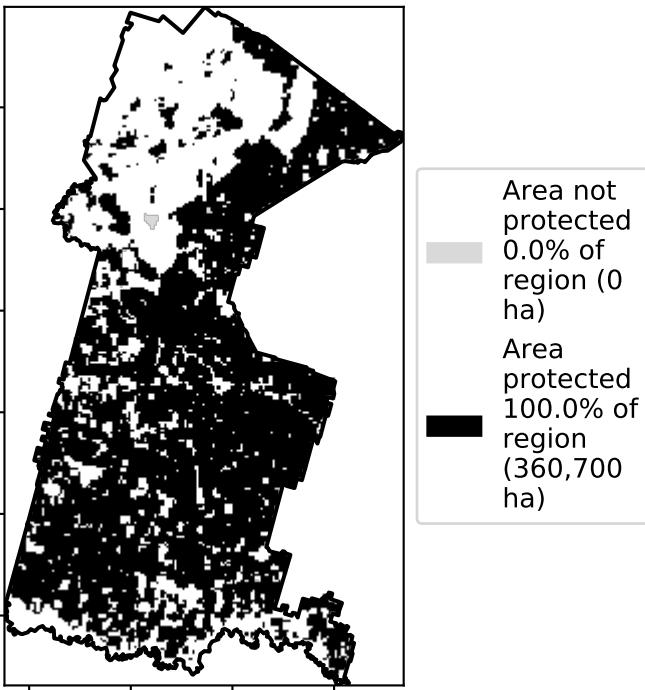 Area not
protected
0.0% of
region (0
ha)
Area
protected
100.0% of
region
(360,700
ha)